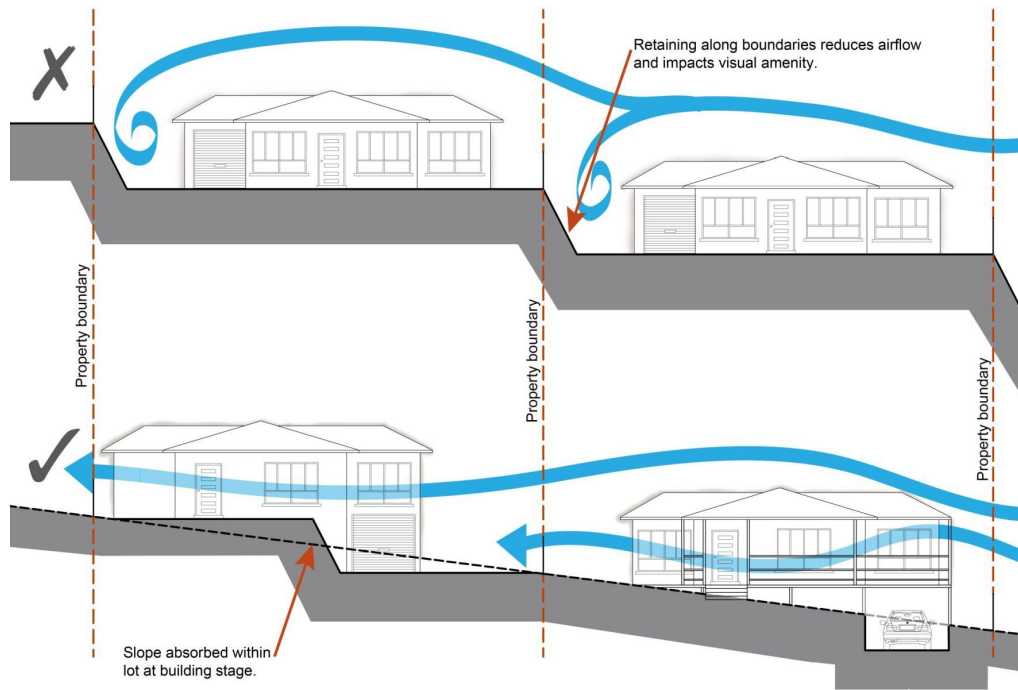 Retaining along boundaries reduces airflow
and impacts visual amenity.
Property boundary
Property boundary
Property boundary
Slope absorbed within
lot at building stage.